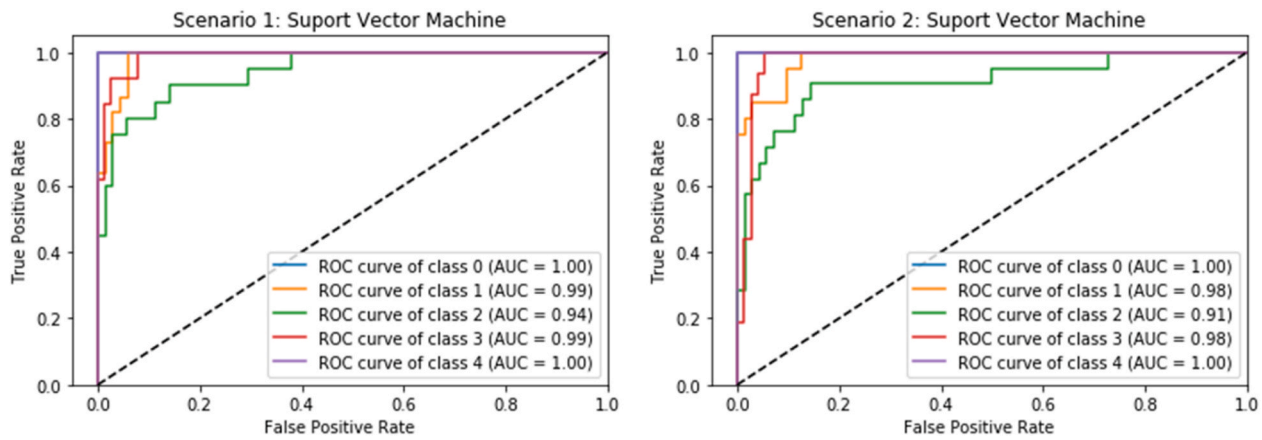 Scenario 1: Suport Vector Machine
True Positive Rate
1.0
0.8
0.6
0.4
0.2
0.0
ROC curve of class 0 (AUC = 1.00)
ROC curve of class 1 (AUC = 0.99)
ROC curve of class 2 (AUC = 0.94)
ROC curve of class 3 (AUC = 0.99)
ROC curve of class 4 (AUC = 1.00)
0.0 0.2 0.4 0.6 0.8 1.0
False Positive Rate
Scenario 2: Suport Vector Machine
True Positive Rate
1.0
0.8
0.6
0.4
0.2
0.0
ROC curve of class 0 (AUC = 1.00)
ROC curve of class 1 (AUC = 0.98)
ROC curve of class 2 (AUC = 0.91)
ROC curve of class 3 (AUC = 0.98)
ROC curve of class 4 (AUC = 1.00)
0.0 0.2 0.4 0.6 0.8 1.0
False Positive Rate